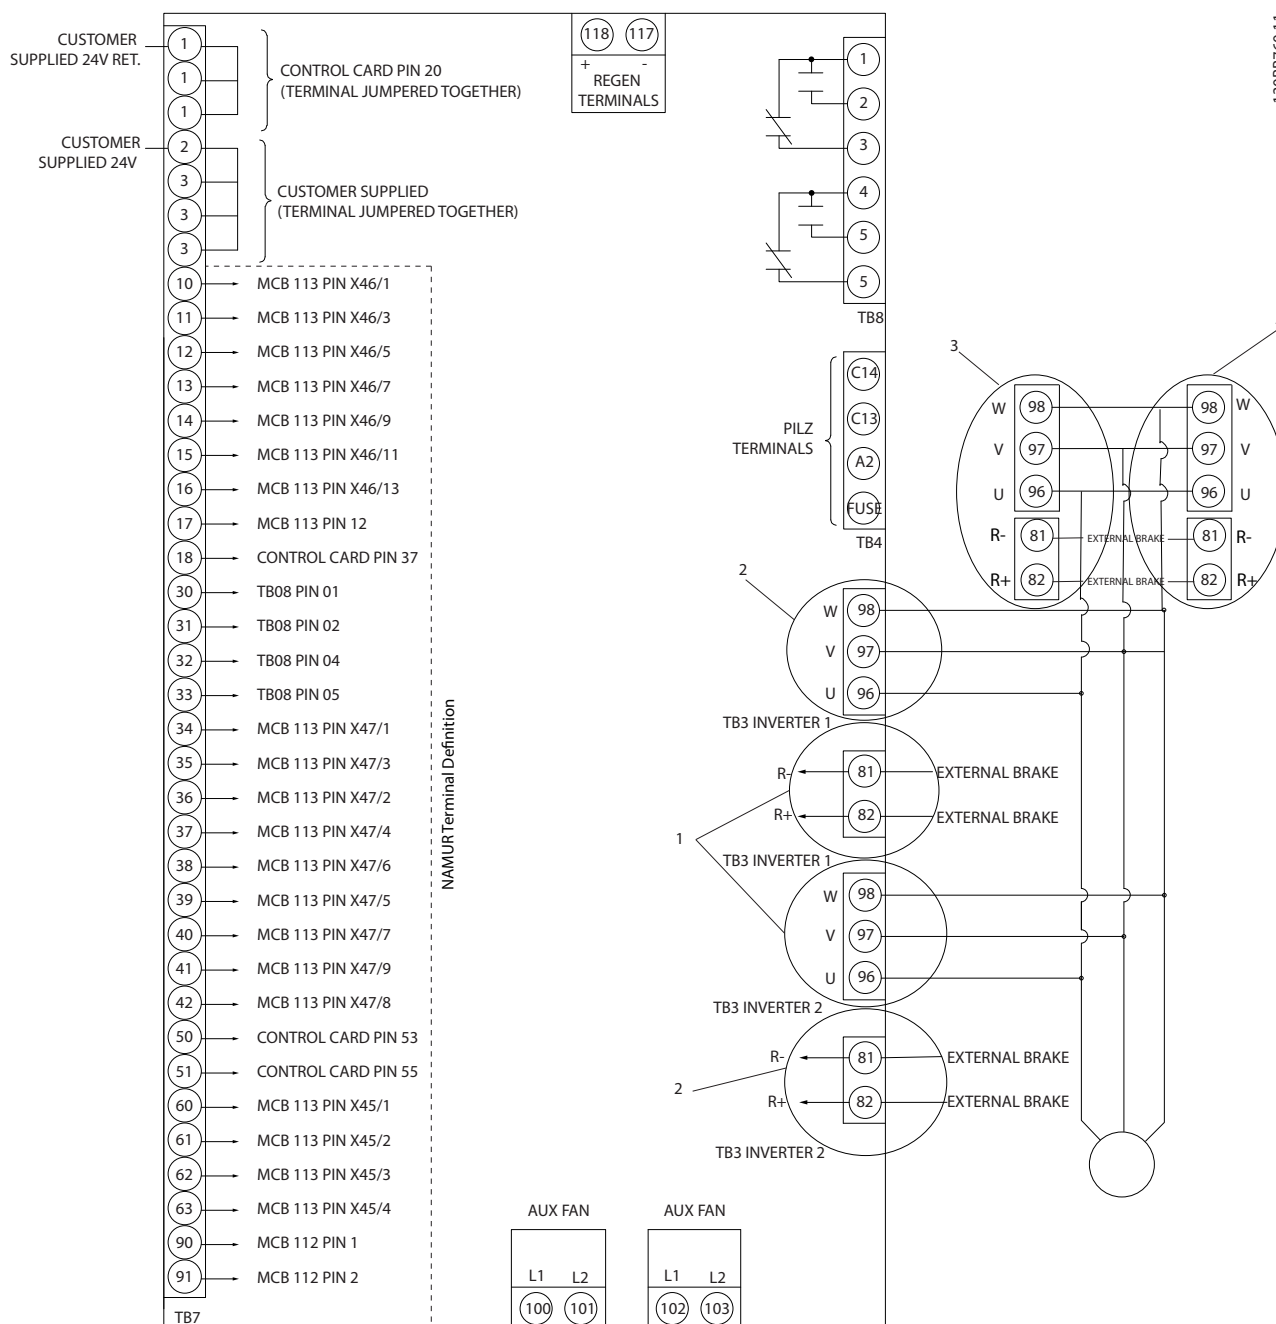 CUSTOMER
SUPPLIED 24V RET.
1
1
1
CONTROL CARD PIN 20
(TERMINAL JUMPERED TOGETHER)
CUSTOMER
SUPPLIED 24V
2
3
3
3
CUSTOMER SUPPLIED
(TERMINAL JUMPERED TOGETHER)
10 MCB 113 PIN X46/1
11 MCB 113 PIN X46/3
12 MCB 113 PIN X46/5
13 MCB 113 PIN X46/7
14 MCB 113 PIN X46/9
15 MCB 113 PIN X46/11
16 MCB 113 PIN X46/13
17 MCB 113 PIN 12
18 CONTROL CARD PIN 37
30 TB08 PIN 01
31 TB08 PIN 02
32 TB08 PIN 04
33 TB08 PIN 05
34 MCB 113 PIN X47/1
35 MCB 113 PIN X47/3
36 MCB 113 PIN X47/2
37 MCB 113 PIN X47/4
38 MCB 113 PIN X47/6
39 MCB 113 PIN X47/5
40 MCB 113 PIN X47/7
41 MCB 113 PIN X47/9
42 MCB 113 PIN X47/8
50 CONTROL CARD PIN 53
51 CONTROL CARD PIN 55
60 MCB 113 PIN X45/1
61 MCB 113 PIN X45/2
62 MCB 113 PIN X45/3
63 MCB 113 PIN X45/4
90 MCB 112 PIN 1
91 MCB 112 PIN 2
TB7
NAMUR Terminal Definition
118 117
+ -
REGEN
TERMINALS
1
2
3
4
5
5
TB8
PILZ
TERMINALS
C14
C13
A2
FUSE
TB4
2
W 98
V 97
U 96
TB3 INVERTER 1
R- 81 EXTERNAL BRAKE
R+ 82 EXTERNAL BRAKE
1
TB3 INVERTER 1
W 98
V 97
U 96
TB3 INVERTER 2
R- 81 EXTERNAL BRAKE
2
R+ 82 EXTERNAL BRAKE
TB3 INVERTER 2
3
W 98 98 W
V 97 97 V
U 96 96 U
R- 81 EXTERNAL BRAKE 81 R-
R+ 82 EXTERNAL BRAKE 82 R+
AUX FAN
L1 L2
100 101
AUX FAN
L1 L2
102 103